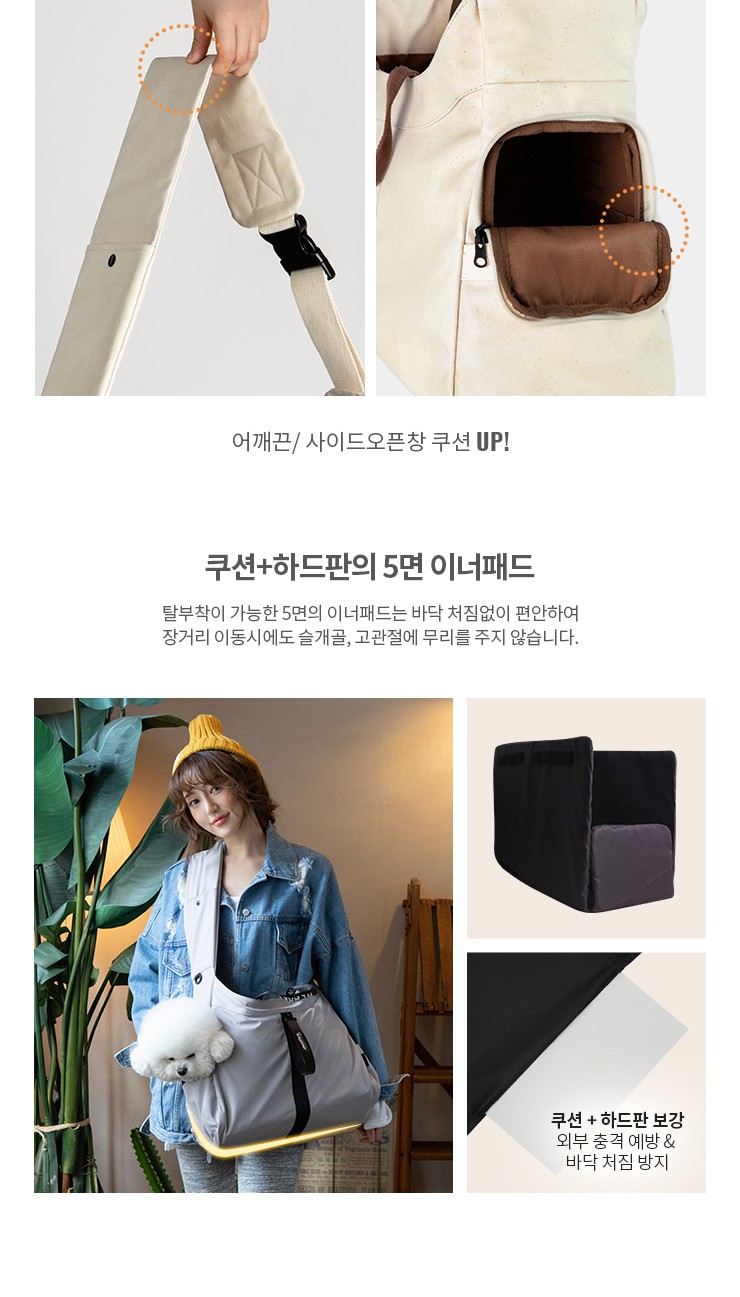 어깨끈/ 사이드오픈창 쿠션 UP!
쿠션+하드판의 5면 이너패드
탈부착이 가능한 5면의 이너패드는 바닥 처짐없이 편안하여
장거리 이동시에도 슬개골, 고관절에 무리를 주지 않습니다.
쿠션 + 하드판 보강
외부 충격 예방 &
바닥 처짐 방지